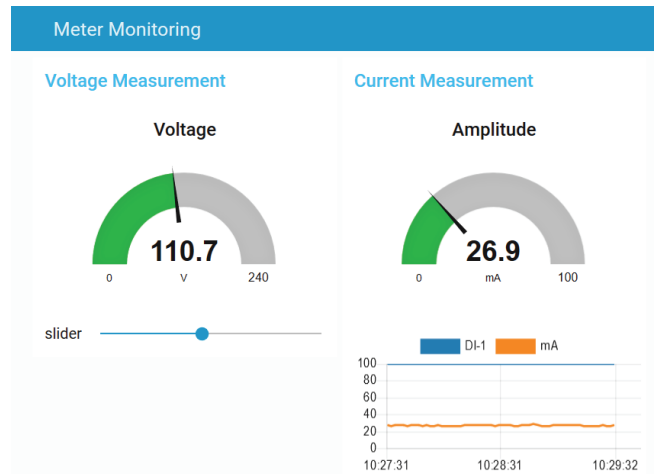 Meter Monitoring
Voltage Measurement
Voltage
110.7
0 V 240
slider
Current Measurement
Amplitude
26.9
0 mA 100
DI-1 mA
100
80
60
40
20
0
10:27:31 10:28:31 10:29:32